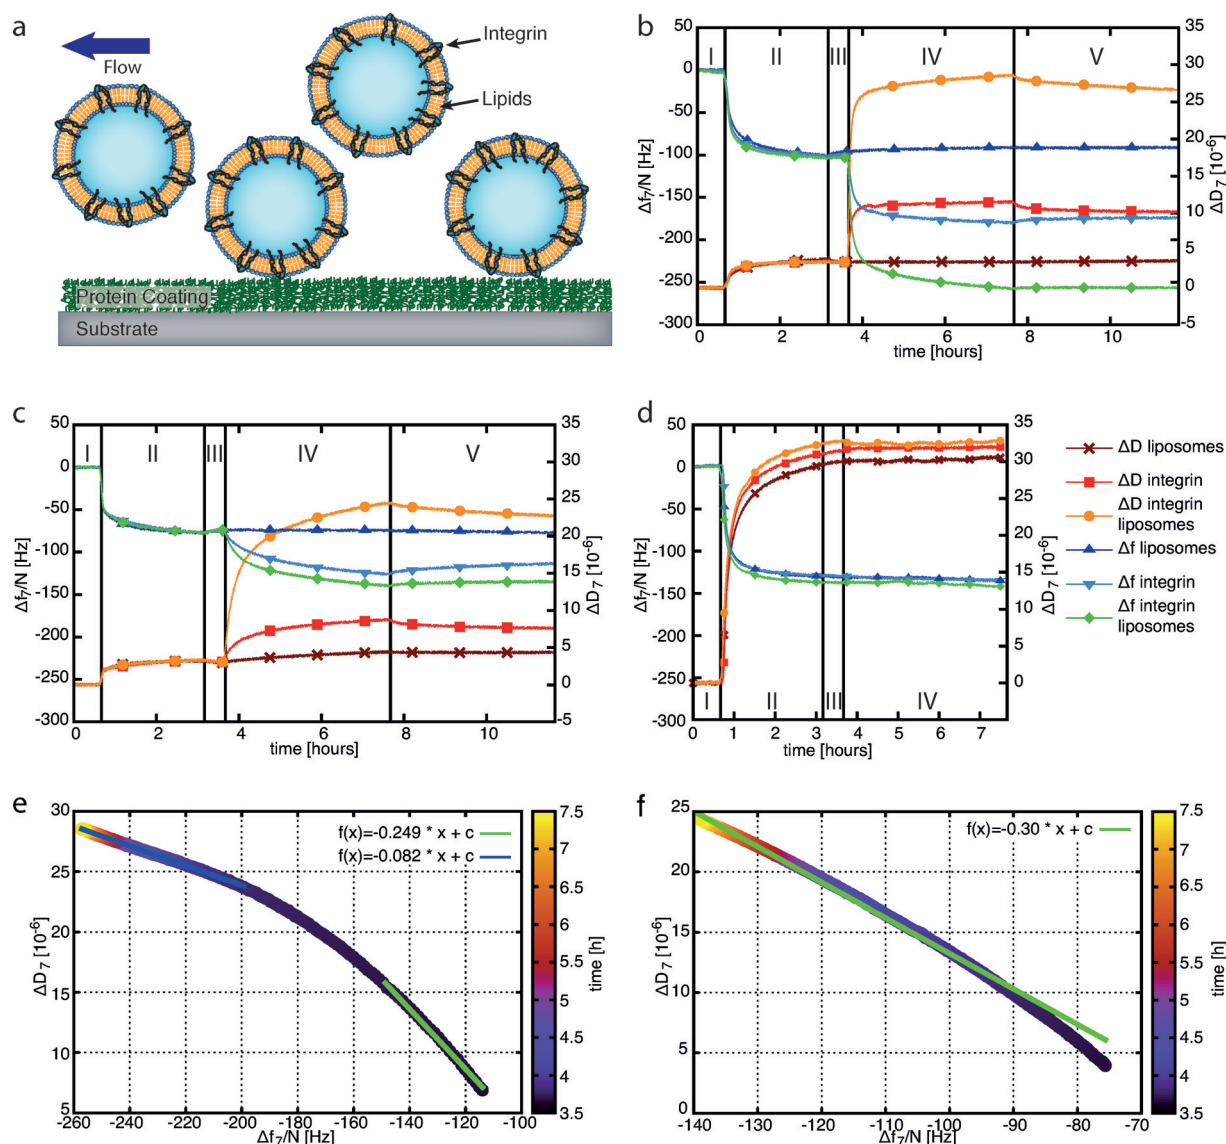 a
Integrin
Flow
Lipids
Protein Coating
Substrate
b
I
II
III
IV
V
50
0
-50
-100
-150
-200
-250
-300
Δf₇/N [Hz]
35
30
25
20
15
10
5
0
-5
ΔD₇ [10⁻⁶]
0
2
4
6
8
10
time [hours]
c
I
II
III
IV
V
50
0
-50
-100
-150
-200
-250
-300
Δf₇/N [Hz]
35
30
25
20
15
10
5
0
-5
ΔD₇ [10⁻⁶]
0
2
4
6
8
10
time [hours]
d
50
0
-50
-100
-150
-200
-250
-300
Δf₇/N [Hz]
35
30
25
20
15
10
5
0
-5
ΔD₇ [10⁻⁶]
I
II
III
IV
0
1
2
3
4
5
6
7
time [hours]
ΔD liposomes
ΔD integrin
ΔD integrin
liposomes
Δf liposomes
Δf integrin
Δf integrin
liposomes
e
f(x)=-0.249 * x + c
f(x)=-0.082 * x + c
30
25
20
15
10
5
ΔD₇ [10⁻⁶]
-260
-240
-220
-200
-180
-160
-140
-120
-100
Δf₇/N [Hz]
7.5
7
6.5
6
5.5
5
4.5
4
3.5
time [h]
f
f(x)=-0.30 * x + c
25
20
15
10
5
0
ΔD₇ [10⁻⁶]
-140
-130
-120
-110
-100
-90
-80
-70
Δf₇/N [Hz]
7.5
7
6.5
6
5.5
5
4.5
4
3.5
time [h]